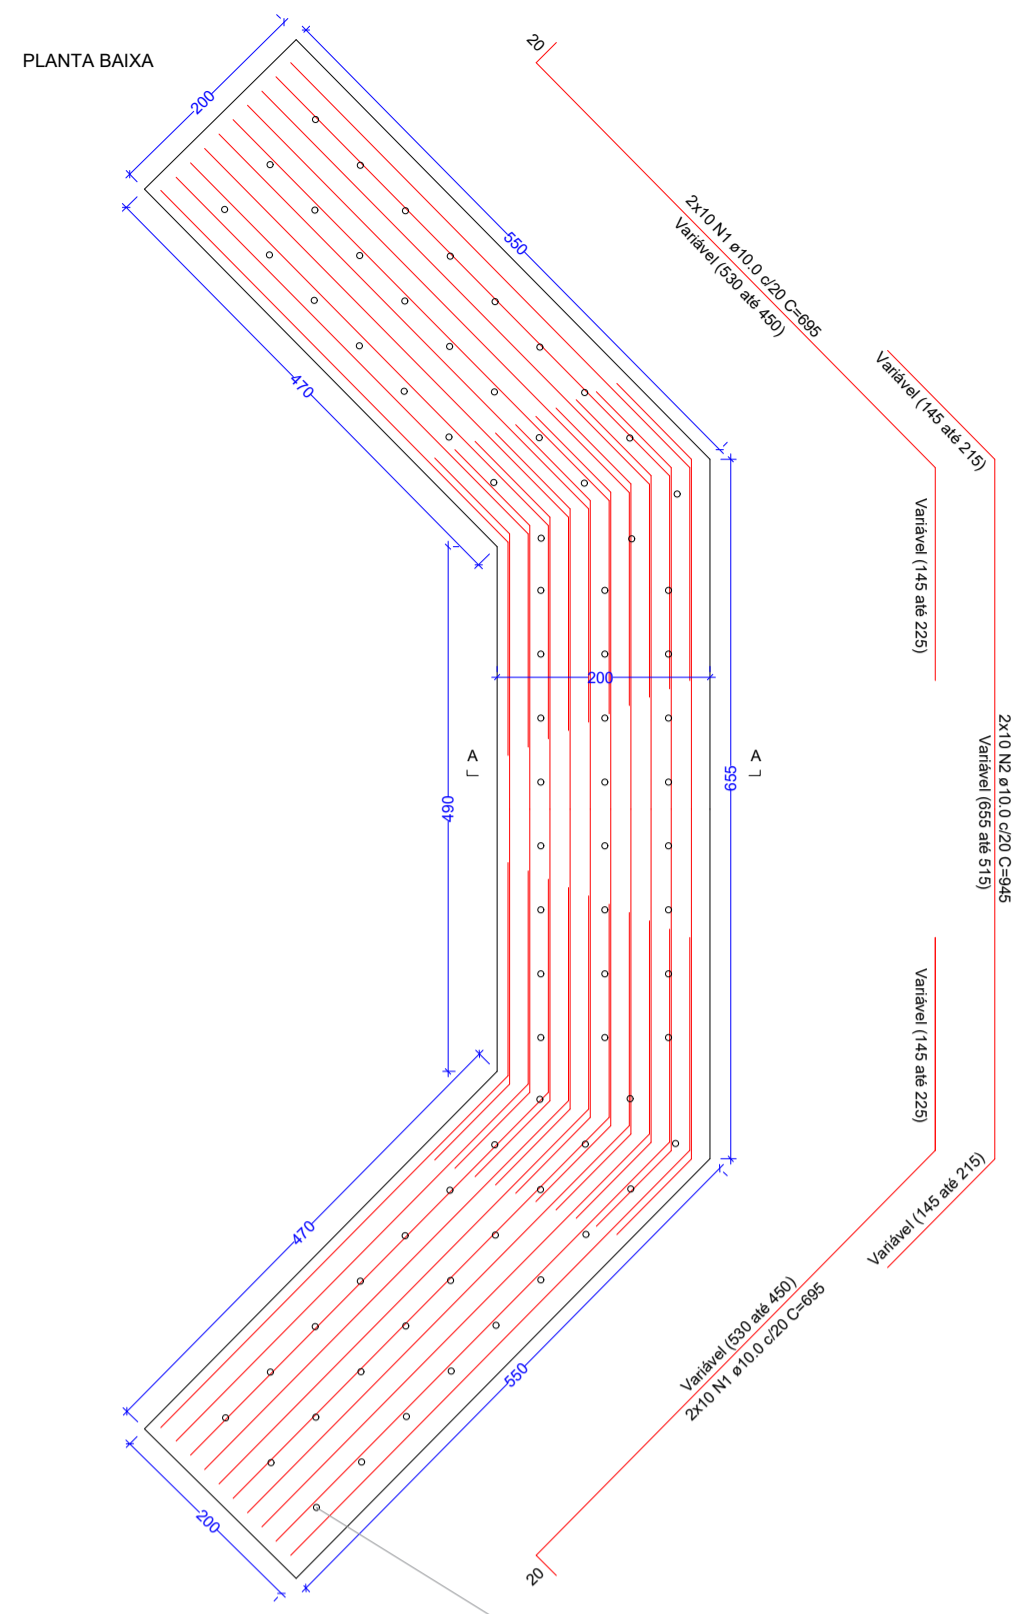 PLANTA BAIXA
200
20
550
2x10 N1 ø10.0 c/20 C=695
Variável (530 até 450)
470
Variável (145 até 215)
Variável (145 até 225)
200
A
A
490
655
2x10 N2 ø10.0 c/20 C=945
Variável (655 até 515)
Variável (145 até 225)
Variável (145 até 215)
470
Variável (530 até 450)
2x10 N1 ø10.0 c/20 C=695
550
200
20